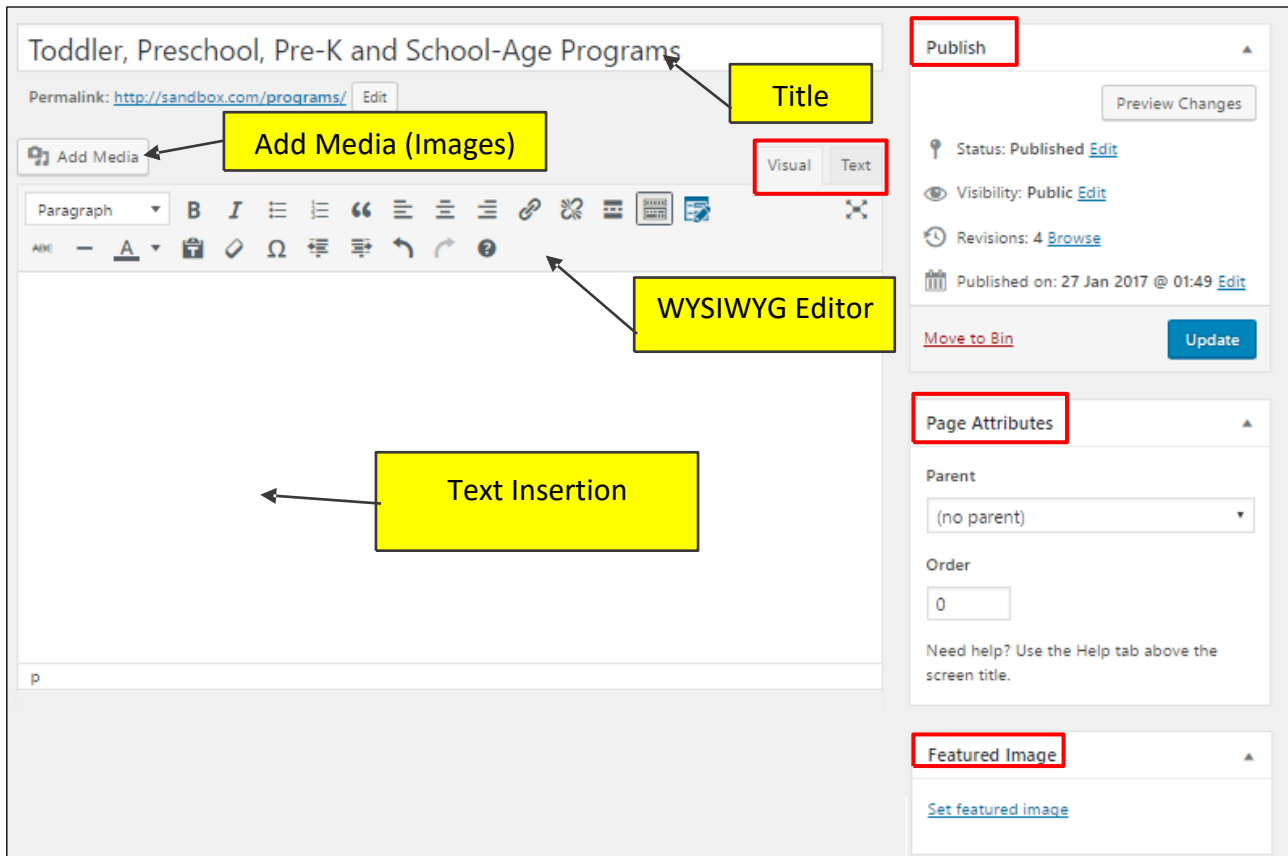 Toddler, Preschool, Pre-K and School-Age Programs
Title
Permalink: http://sandbox.com/programs/ Edit
Add Media
Add Media (Images)
Visual Text
Paragraph B I
ABC A Ω
WYSIWYG Editor
Text Insertion
p
Publish
Preview Changes
Status: Published Edit
Visibility: Public Edit
Revisions: 4 Browse
Published on: 27 Jan 2017 @ 01:49 Edit
Move to Bin Update
Page Attributes
Parent
(no parent)
Order
0
Need help? Use the Help tab above the
screen title.
Featured Image
Set featured image